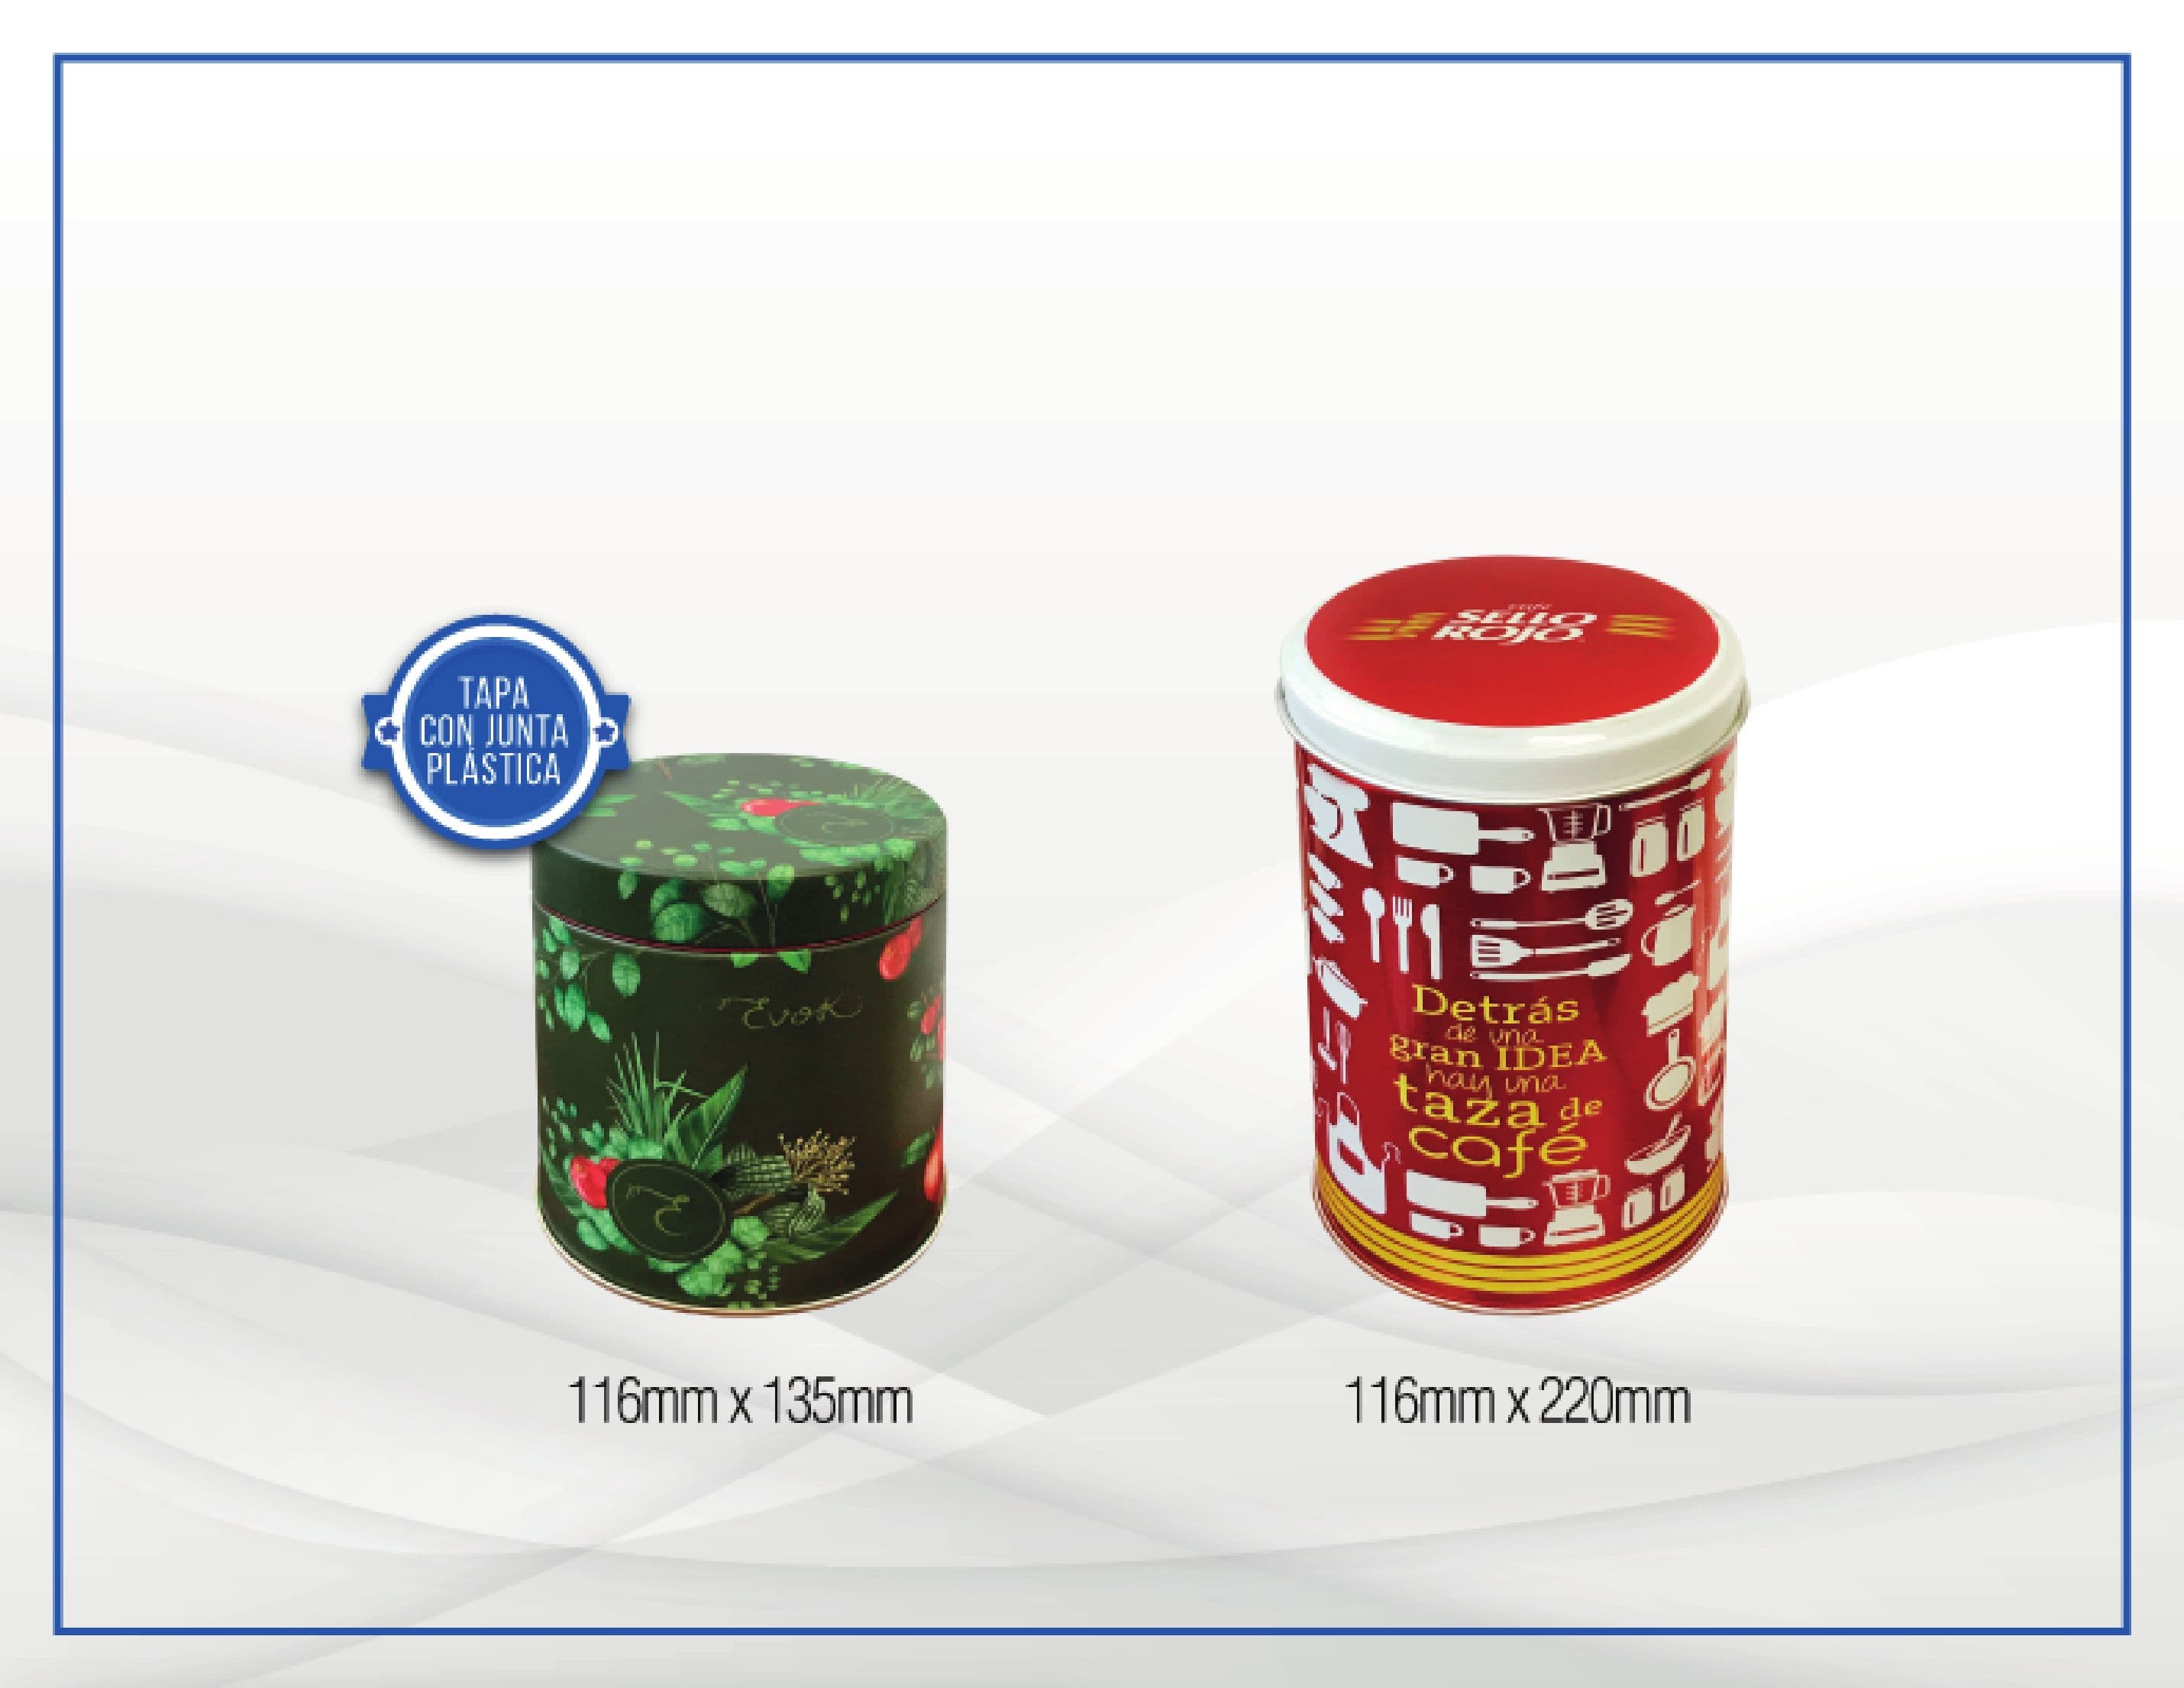 TAPA
CON JUNTA
PLÁSTICA
Evok
E
E
116mm x 135mm
café
SELLO
ROJO
Detrás
de una
gran IDEA
hay una
taza de
café
116mm x 220mm